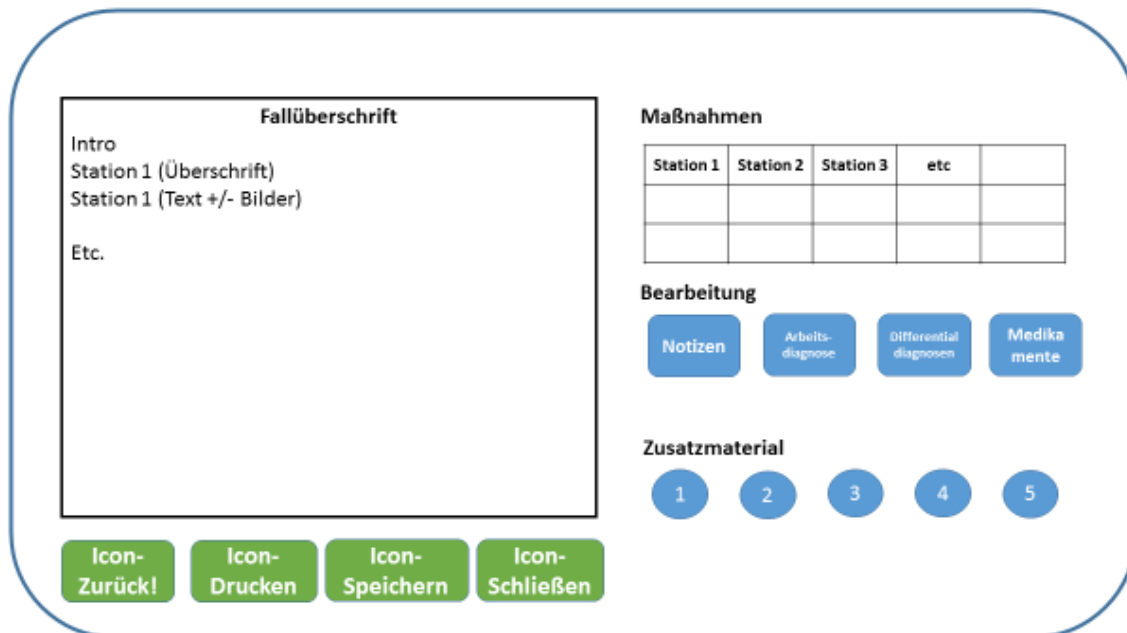 Fallüberschrift
Intro
Station 1 (Überschrift)
Station 1 (Text +/- Bilder)
Etc.
Maßnahmen
Station 1 Station 2 Station 3 etc
Bearbeitung
Notizen
Arbeits-
diagnose
Differential
diagnosen
Medika
mente
Zusatzmaterial
1 2 3 4 5
Icon-
Zurück!
Icon-
Drucken
Icon-
Speichern
Icon-
Schließen